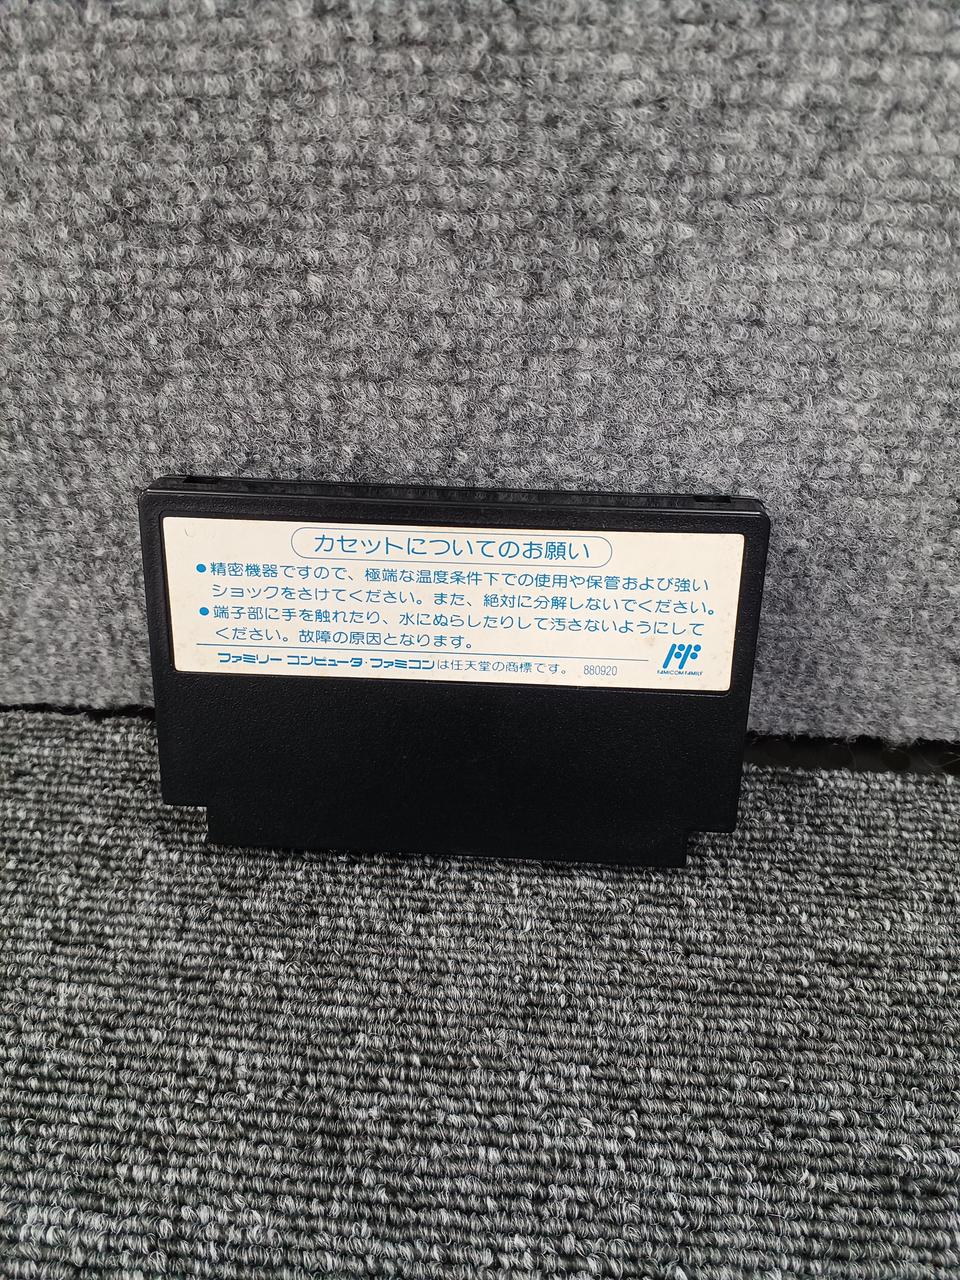 カセットについてのお願い
●精密機器ですので、極端な温度条件下での使用や保管および強い
ショックをさけてください。また、絶対に分解しないでください。
●端子部に手を触れたり、水にぬらしたりして汚さないようにして
ください。故障の原因となります。
ファミリー コンピュータ・ファミコンは任天堂の商標です。 880920
FAMICOM FAMILY